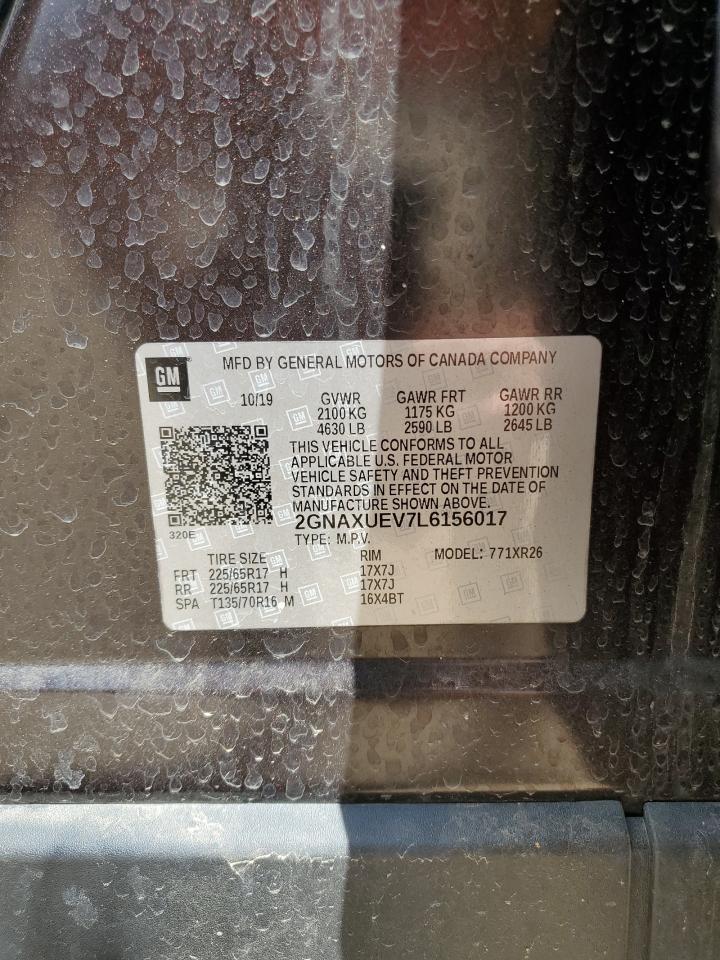 GM
MFD BY GENERAL MOTORS OF CANADA COMPANY
10/19 GVWR GAWR FRT GAWR RR
2100 KG 1175 KG 1200 KG
4630 LB 2590 LB 2645 LB
THIS VEHICLE CONFORMS TO ALL
APPLICABLE U.S. FEDERAL MOTOR
VEHICLE SAFETY AND THEFT PREVENTION
STANDARDS IN EFFECT ON THE DATE OF
MANUFACTURE SHOWN ABOVE.
2GNAXUEV7L6156017
320E
TYPE: M.P.V.
TIRE SIZE RIM MODEL: 771XR26
FRT 225/65R17 H 17X7J
RR 225/65R17 H 17X7J
SPA T135/70R16 M 16X4BT